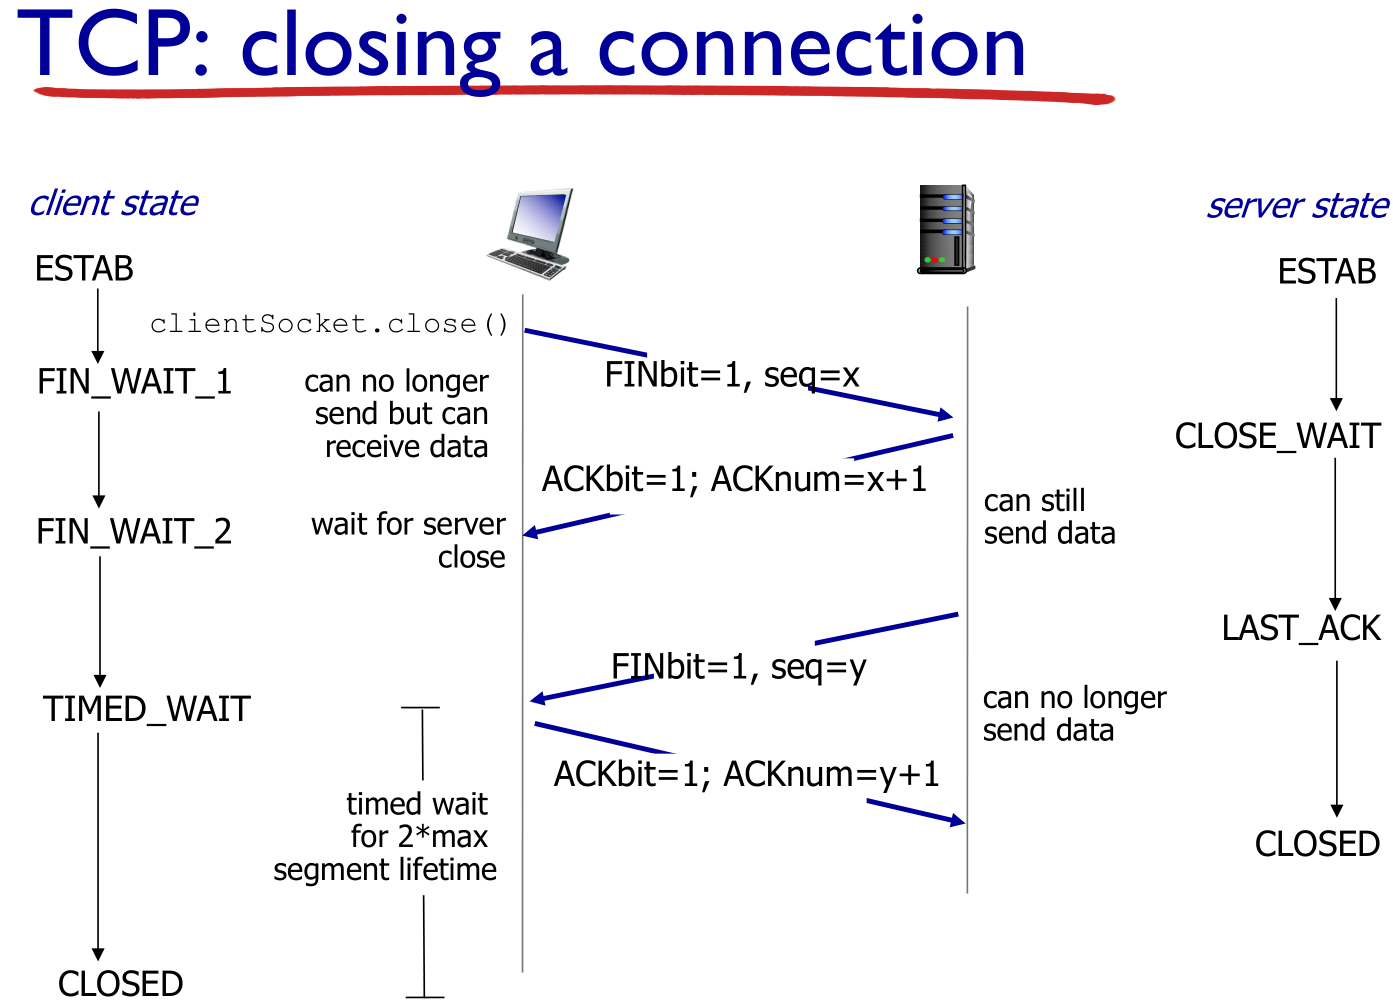 TCP: closing a connection
client state
server state
ESTAB
ESTAB
clientSocket.close()
FIN_WAIT_1
can no longer
send but can
receive data
FINbit=1, seq=x
CLOSE_WAIT
ACKbit=1; ACKnum=x+1
can still
send data
FIN_WAIT_2
wait for server
close
LAST_ACK
FINbit=1, seq=y
can no longer
send data
TIMED_WAIT
ACKbit=1; ACKnum=y+1
timed wait
for 2*max
segment lifetime
CLOSED
CLOSED